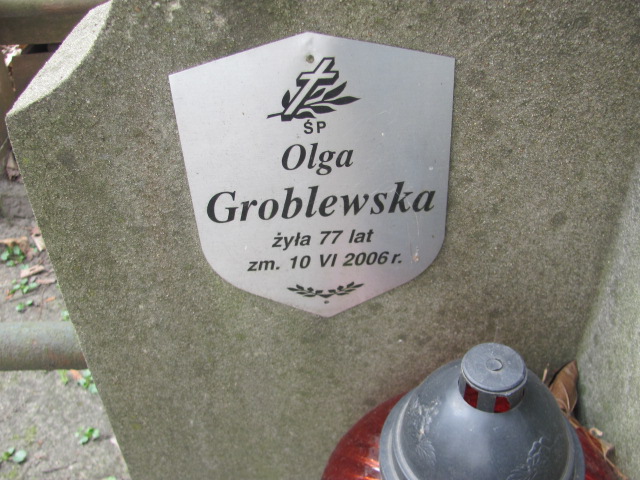 ŚP
Olga
Groblewska
żyła 77 lat
zm. 10 VI 2006 r.